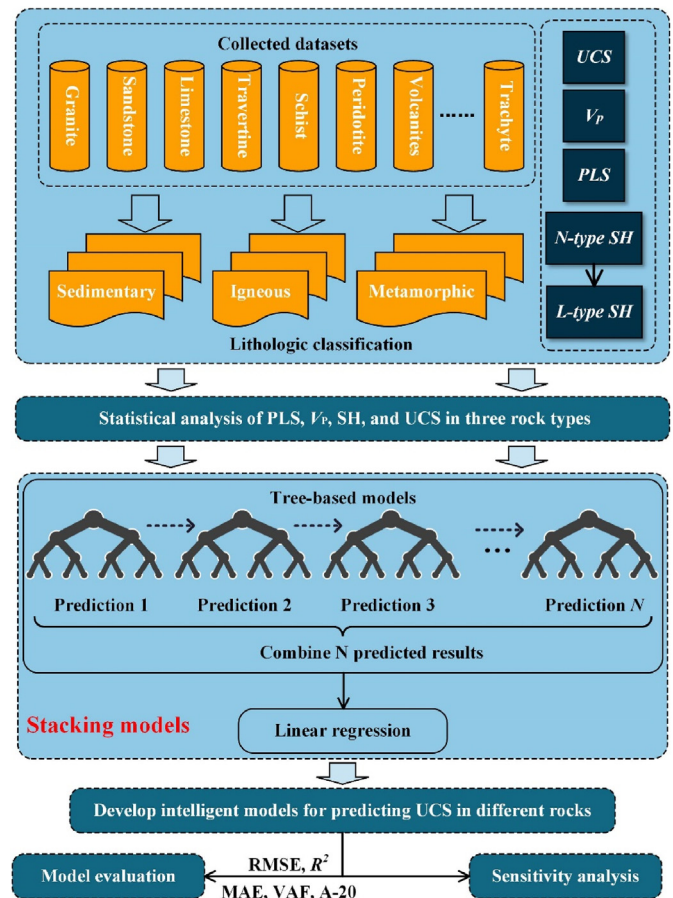 Collected datasets
Granite
Sandstone
Limestone
Travertine
Schist
Peridotite
Volcanites
......
Trachyte
Sedimentary
Igneous
Metamorphic
Lithologic classification
UCS
Vp
PLS
N-type SH
L-type SH
Statistical analysis of PLS, VP, SH, and UCS in three rock types
Tree-based models
...
Prediction 1
Prediction 2
Prediction 3
Prediction N
Combine N predicted results
Stacking models
Linear regression
Develop intelligent models for predicting UCS in different rocks
Model evaluation
RMSE, R²
MAE, VAF, A-20
Sensitivity analysis